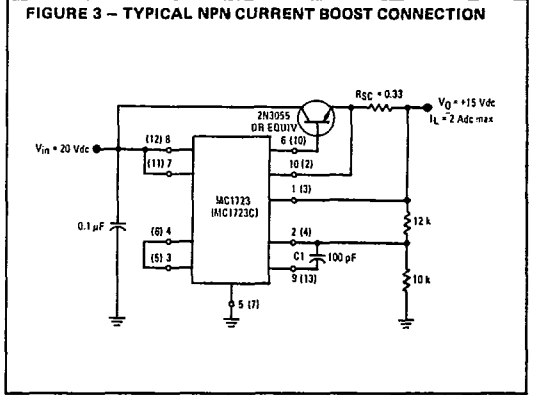 FIGURE 3 – TYPICAL NPN CURRENT BOOST CONNECTION
RSC = 0.33
VO = +15 Vdc
IL = 2 Adc max
2N3055
OR EQUIV
Vin = 20 Vdc
(12) 8
6 (10)
(11) 7
10 (2)
MC1723
(MC1723C)
1 (3)
0.1 µF
12 k
(6) 4
2 (4)
C1
100 pF
(5) 3
9 (13)
10 k
5 (7)